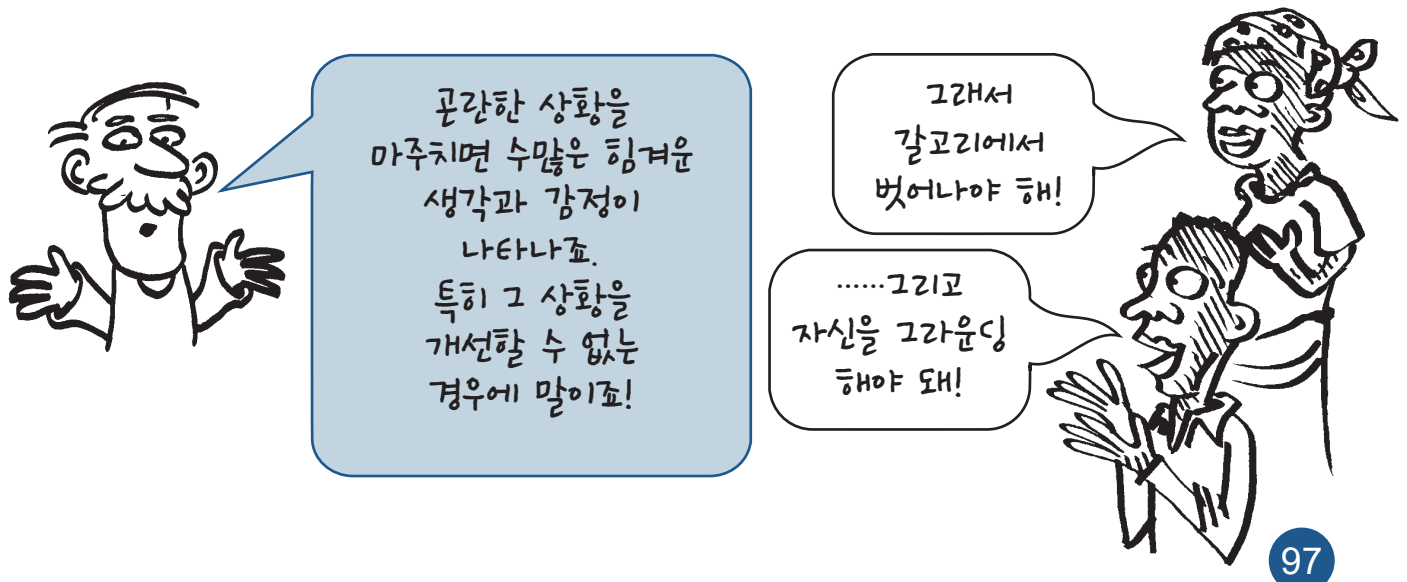 곤란한 상황을
마주치면 수많은 힘겨운
생각과 감정이
나타나죠.
특히 그 상황을
개선할 수 없는
경우에 말이죠!
그래서
갈고리에서
벗어나야 해!
……그리고
자신을 그라운딩
해야 돼!
97